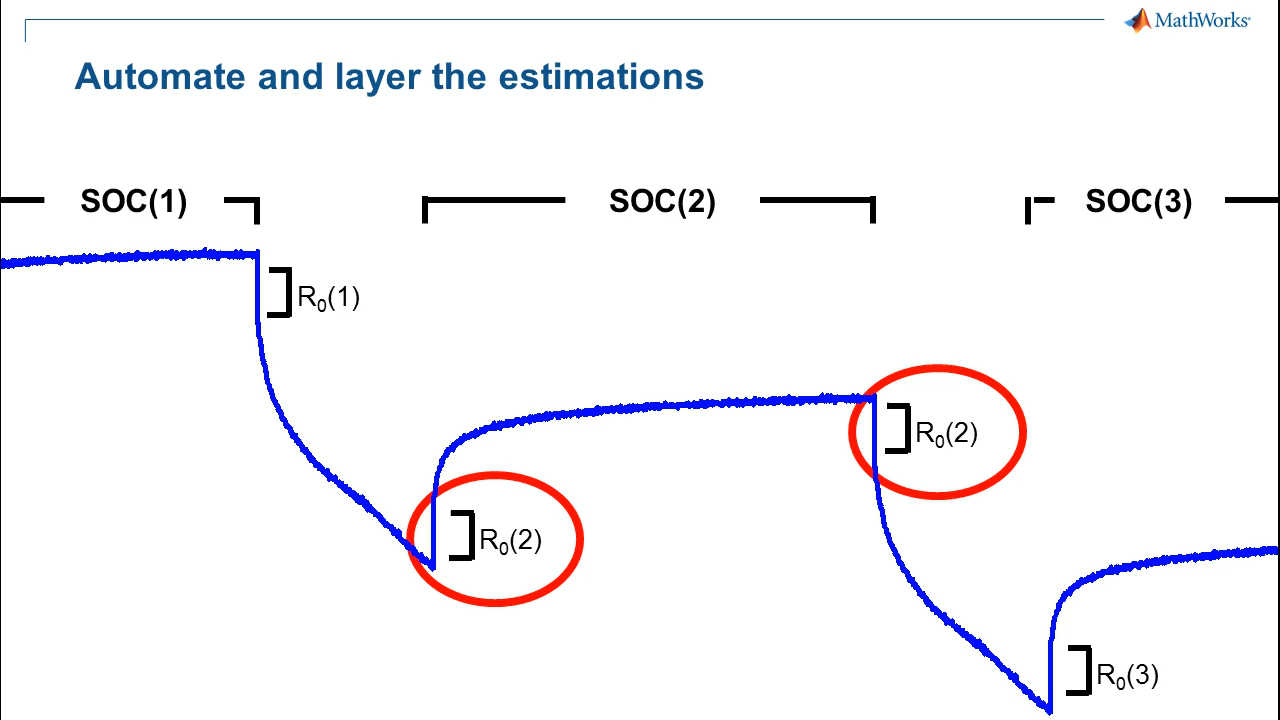 MathWorks®
Automate and layer the estimations
SOC(1)
SOC(2)
SOC(3)
R₀(1)
R₀(2)
R₀(2)
R₀(3)